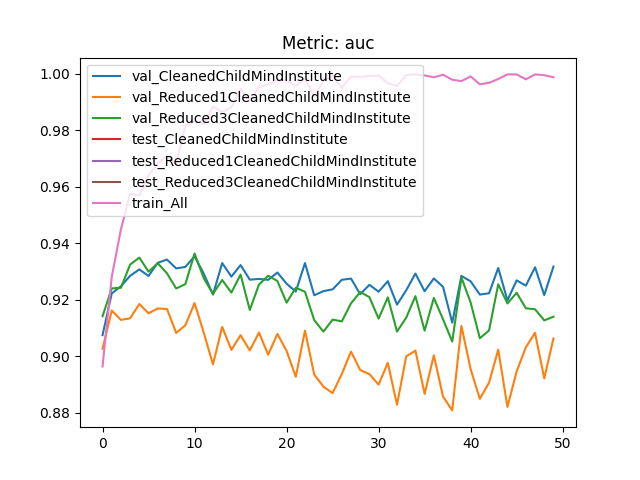 Metric: auc
1.00
0.98
0.96
0.94
0.92
0.90
0.88
val_CleanedChildMindInstitute
val_Reduced1CleanedChildMindInstitute
val_Reduced3CleanedChildMindInstitute
test_CleanedChildMindInstitute
test_Reduced1CleanedChildMindInstitute
test_Reduced3CleanedChildMindInstitute
train_All
0 10 20 30 40 50